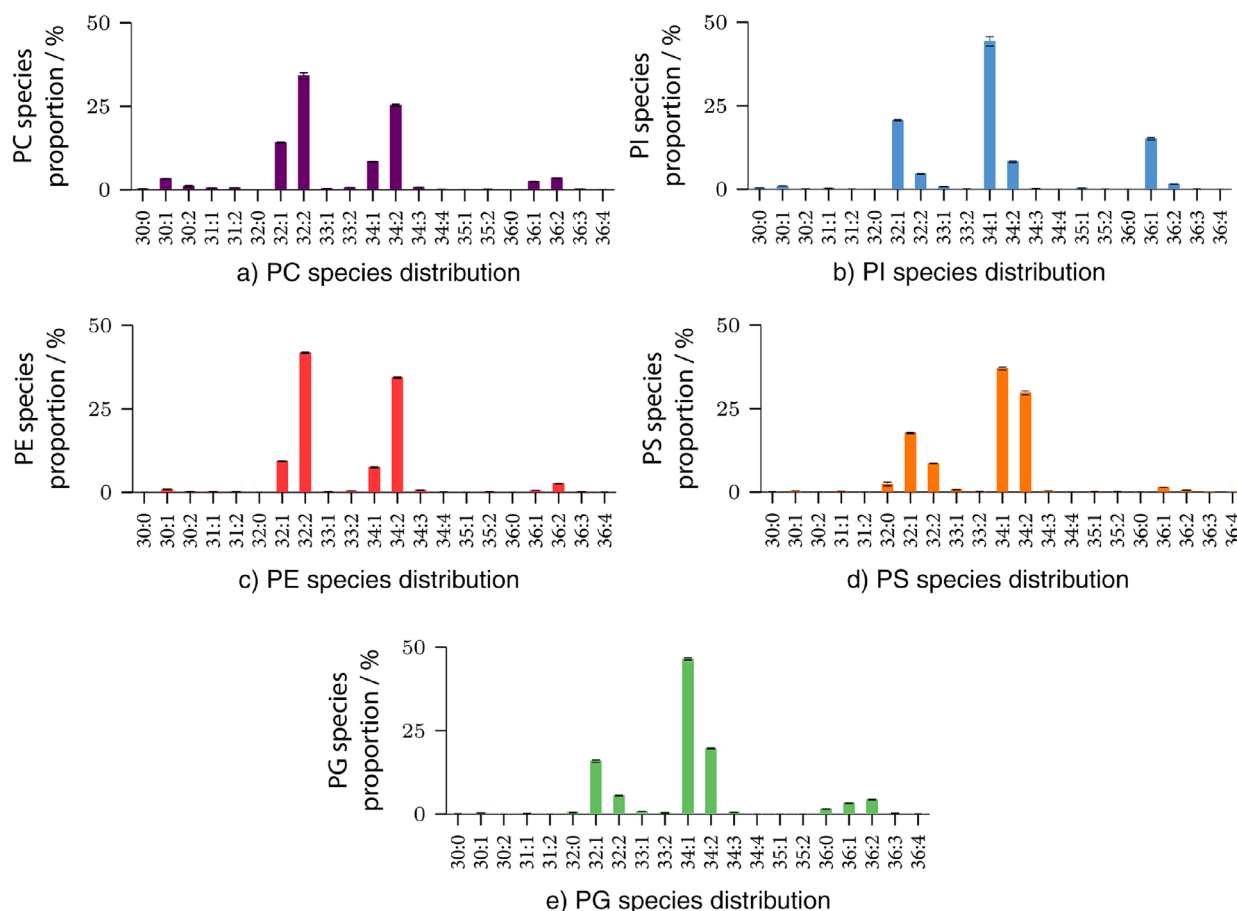 PC species
proportion / %
50
25
0
30:0 30:1 30:2 31:1 31:2 32:0 32:1 32:2 33:1 33:2 34:1 34:2 34:3 34:4 35:1 35:2 36:0 36:1 36:2 36:3 36:4
a) PC species distribution
PI species
proportion / %
50
25
0
30:0 30:1 30:2 31:1 31:2 32:0 32:1 32:2 33:1 33:2 34:1 34:2 34:3 34:4 35:1 35:2 36:0 36:1 36:2 36:3 36:4
b) PI species distribution
PE species
proportion / %
50
25
0
30:0 30:1 30:2 31:1 31:2 32:0 32:1 32:2 33:1 33:2 34:1 34:2 34:3 34:4 35:1 35:2 36:0 36:1 36:2 36:3 36:4
c) PE species distribution
PS species
proportion / %
50
25
0
30:0 30:1 30:2 31:1 31:2 32:0 32:1 32:2 33:1 33:2 34:1 34:2 34:3 34:4 35:1 35:2 36:0 36:1 36:2 36:3 36:4
d) PS species distribution
PG species
proportion / %
50
25
0
30:0 30:1 30:2 31:1 31:2 32:0 32:1 32:2 33:1 33:2 34:1 34:2 34:3 34:4 35:1 35:2 36:0 36:1 36:2 36:3 36:4
e) PG species distribution